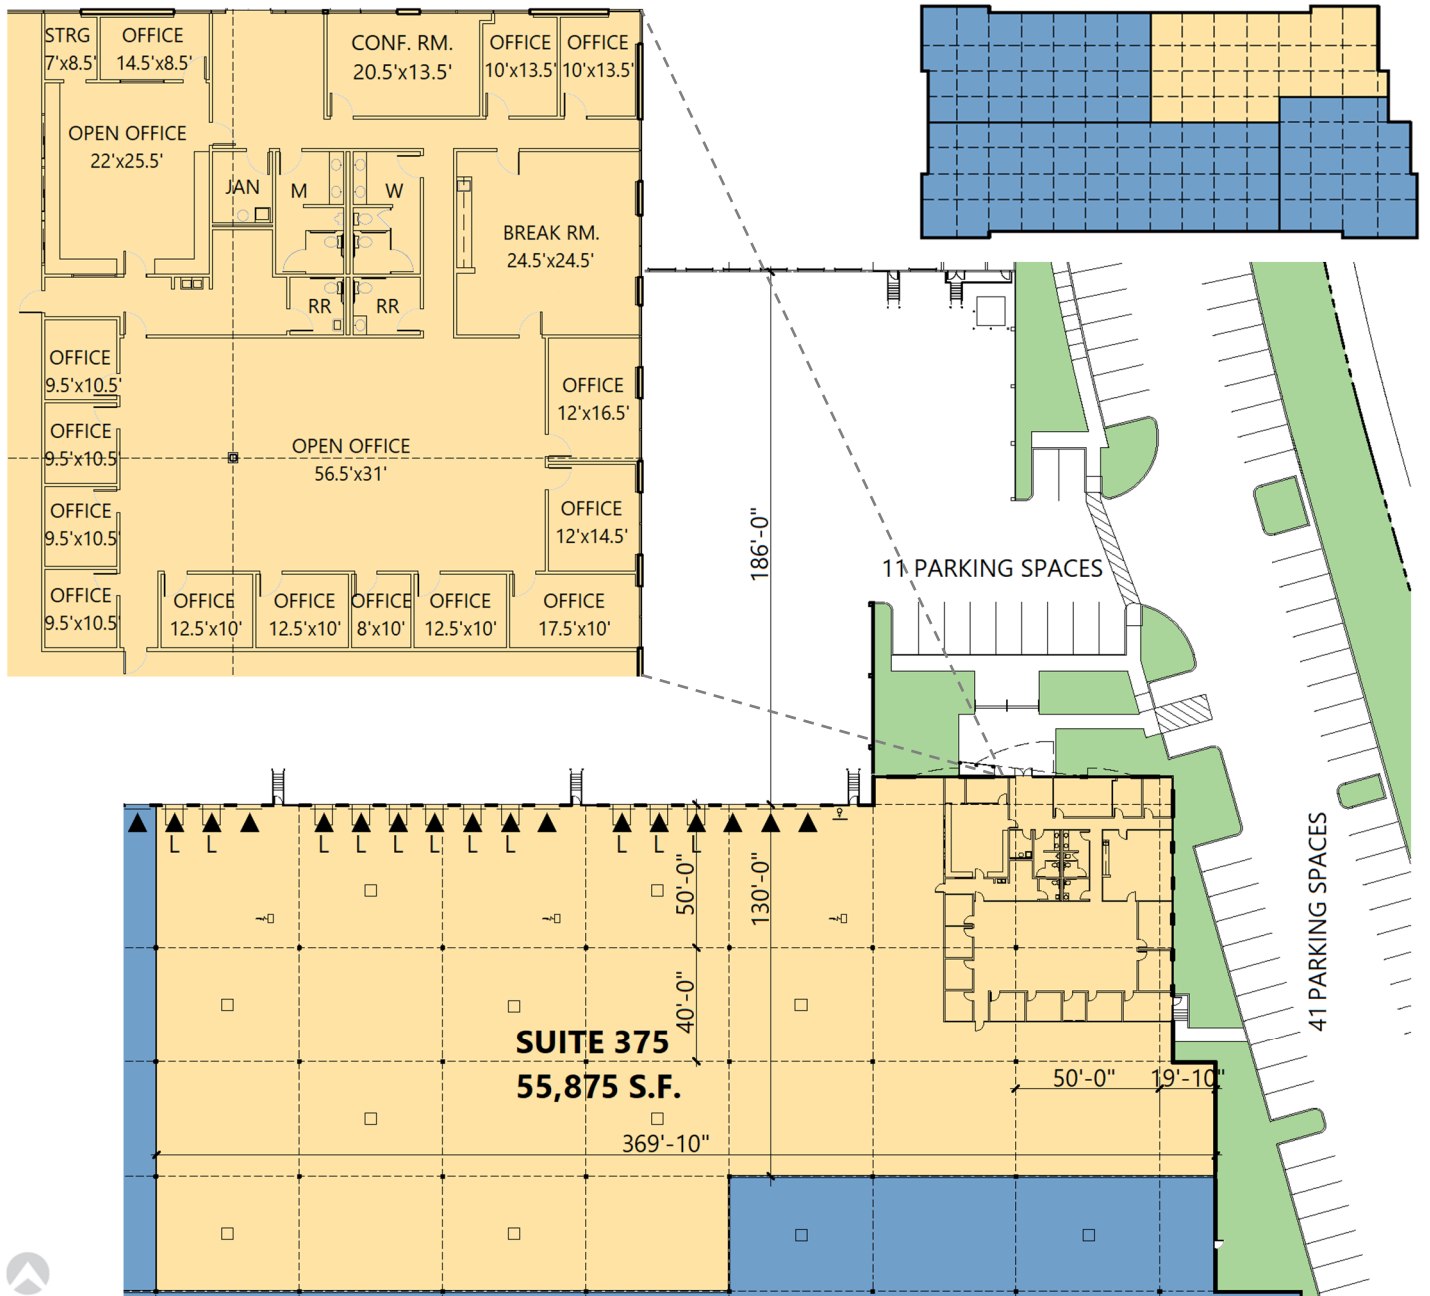 STRG
7'x8.5'
OFFICE
14.5'x8.5'
CONF. RM.
20.5'x13.5'
OFFICE
10'x13.5'
OFFICE
10'x13.5'
OPEN OFFICE
22'x25.5'
JAN
M
W
BREAK RM.
24.5'x24.5'
RR
RR
OFFICE
9.5'x10.5'
OFFICE
9.5'x10.5'
OFFICE
9.5'x10.5'
OFFICE
9.5'x10.5'
OPEN OFFICE
56.5'x31'
OFFICE
12'x16.5'
OFFICE
12'x14.5'
OFFICE
12.5'x10'
OFFICE
12.5'x10'
OFFICE
8'x10'
OFFICE
12.5'x10'
OFFICE
17.5'x10'
186'-0"
11 PARKING SPACES
41 PARKING SPACES
L
L
L
L
L
L
L
L
L
L
L
50'-0"
130'-0"
40'-0"
SUITE 375
55,875 S.F.
50'-0"
19'-10"
369'-10"